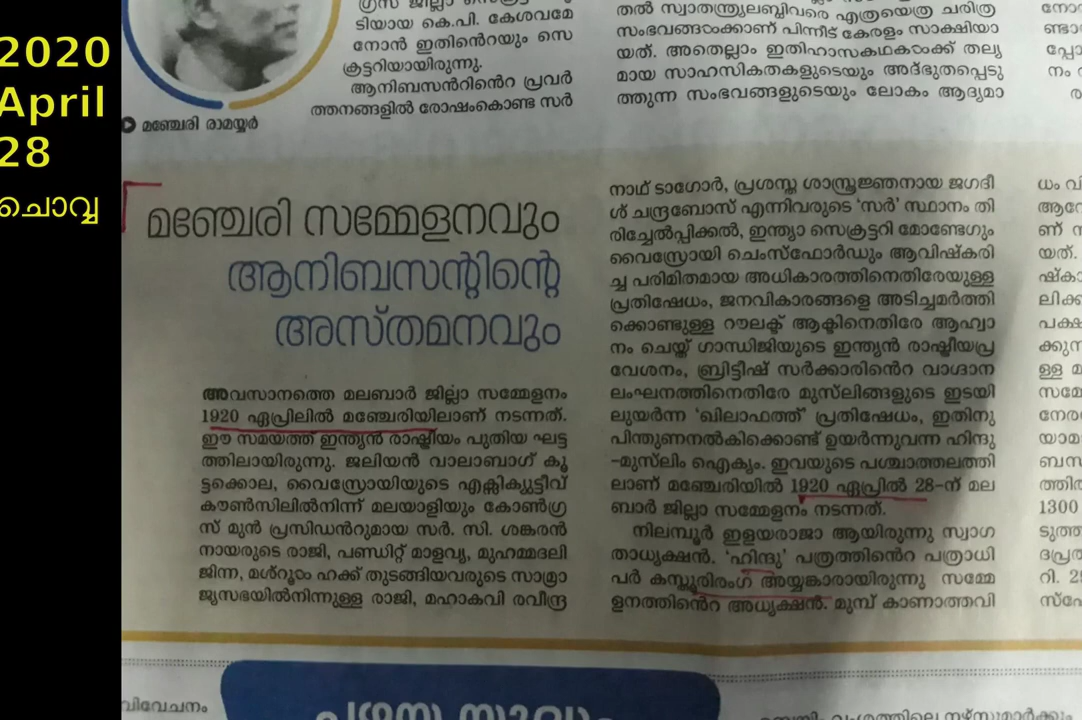 2020
April
28
ചൊവ്വ
ടിയായ കെ.പി. കേശവമേ
നോൻ ഇതിൻെറയും സെ
ക്രട്ടറിയായിരുന്നു.
ആനിബസൻറിൻെറ പ്രവർ
ത്തനങ്ങളിൽ രോഷംകൊണ്ട സർ
മഞ്ചേരി രാമയ്യർ
തൽ സ്വാതന്ത്ര്യലബ്ധിവരെ എത്രയെത്ര ചരിത്ര
സംഭവങ്ങൾക്കാണ് പിന്നീട് കേരളം സാക്ഷിയാ
യത്. അതെല്ലാം ഇതിഹാസകഥകൾക്ക് തുല്യ
മായ സാഹസികതകളുടെയും അദ്ഭുതപ്പെടു
ത്തുന്ന സംഭവങ്ങളുടെയും ലോകം ആദ്യമാ
മഞ്ചേരി സമ്മേളനവും
ആനിബസന്റിന്റെ
അസ്തമനവും
അവസാനത്തെ മലബാർ ജില്ലാ സമ്മേളനം
1920 ഏപ്രിലിൽ മഞ്ചേരിയിലാണ് നടന്നത്.
ഈ സമയത്ത് ഇന്ത്യൻ രാഷ്ട്രീയം പുതിയ ഘട്ട
ത്തിലായിരുന്നു. ജലിയൻ വാലാബാഗ് കൂ
ട്ടക്കൊല, വൈസ്രോയിയുടെ എക്സിക്യുട്ടീവ്
കൗൺസിലിൽനിന്ന് മലയാളിയും കോൺഗ്ര
സ് മുൻ പ്രസിഡൻറുമായ സർ. സി. ശങ്കരൻ
നായരുടെ രാജി, പണ്ഡിറ്റ് മാളവ്യ, മുഹമ്മദലി
ജിന്ന, മശ്റൂൽ ഹക്ക് തുടങ്ങിയവരുടെ സാമ്രാ
ജ്യസഭയിൽനിന്നുള്ള രാജി, മഹാകവി രവീന്ദ്ര
നാഥ് ടാഗോർ, പ്രശസ്ത ശാസ്ത്രജ്ഞനായ ജഗദീ
ശ് ചന്ദ്രബോസ് എന്നിവരുടെ ‘സർ’ സ്ഥാനം തി
രിച്ചേൽപ്പിക്കൽ, ഇന്ത്യാ സെക്രട്ടറി മോണ്ടേഗും
വൈസ്രോയി ചെംസ്ഫോർഡും ആവിഷ്കരി
ച്ച പരിമിതമായ അധികാരത്തിനെതിരേയുള്ള
പ്രതിഷേധം, ജനവികാരങ്ങളെ അടിച്ചമർത്തി
ക്കൊണ്ടുള്ള റൗലക്ട് ആക്ടിനെതിരേ ആഹ്വാ
നം ചെയ്ത് ഗാന്ധിജിയുടെ ഇന്ത്യൻ രാഷ്ട്രീയപ്ര
വേശനം, ബ്രിട്ടീഷ് സർക്കാരിൻെറ വാഗ്ദാന
ലംഘനത്തിനെതിരേ മുസ്‌ലിങ്ങളുടെ ഇടയി
ലുയർന്ന ‘ഖിലാഫത്ത്’ പ്രതിഷേധം, ഇതിനു
പിന്തുണനൽകിക്കൊണ്ട് ഉയർന്നുവന്ന ഹിന്ദു
-മുസ്‌ലിം ഐക്യം. ഇവയുടെ പശ്ചാത്തലത്തി
ലാണ് മഞ്ചേരിയിൽ 1920 ഏപ്രിൽ 28-ന് മല
ബാർ ജില്ലാ സമ്മേളനം നടന്നത്.
നിലമ്പൂർ ഇളയരാജാ ആയിരുന്നു സ്വാഗ
താധ്യക്ഷൻ. ‘ഹിന്ദു’ പത്രത്തിൻെറ പത്രാധി
പർ കസ്തൂരിരംഗ അയ്യങ്കാരായിരുന്നു സമ്മേ
ളനത്തിൻെറ അധ്യക്ഷൻ. മുമ്പ് കാണാത്തവി
1300
വിവേചനം